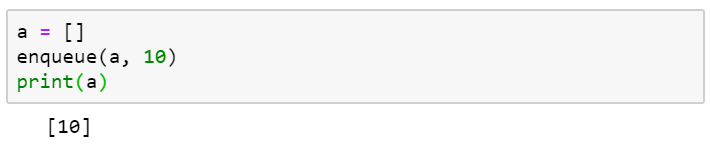 a = []
enqueue(a, 10)
print(a)
[10]